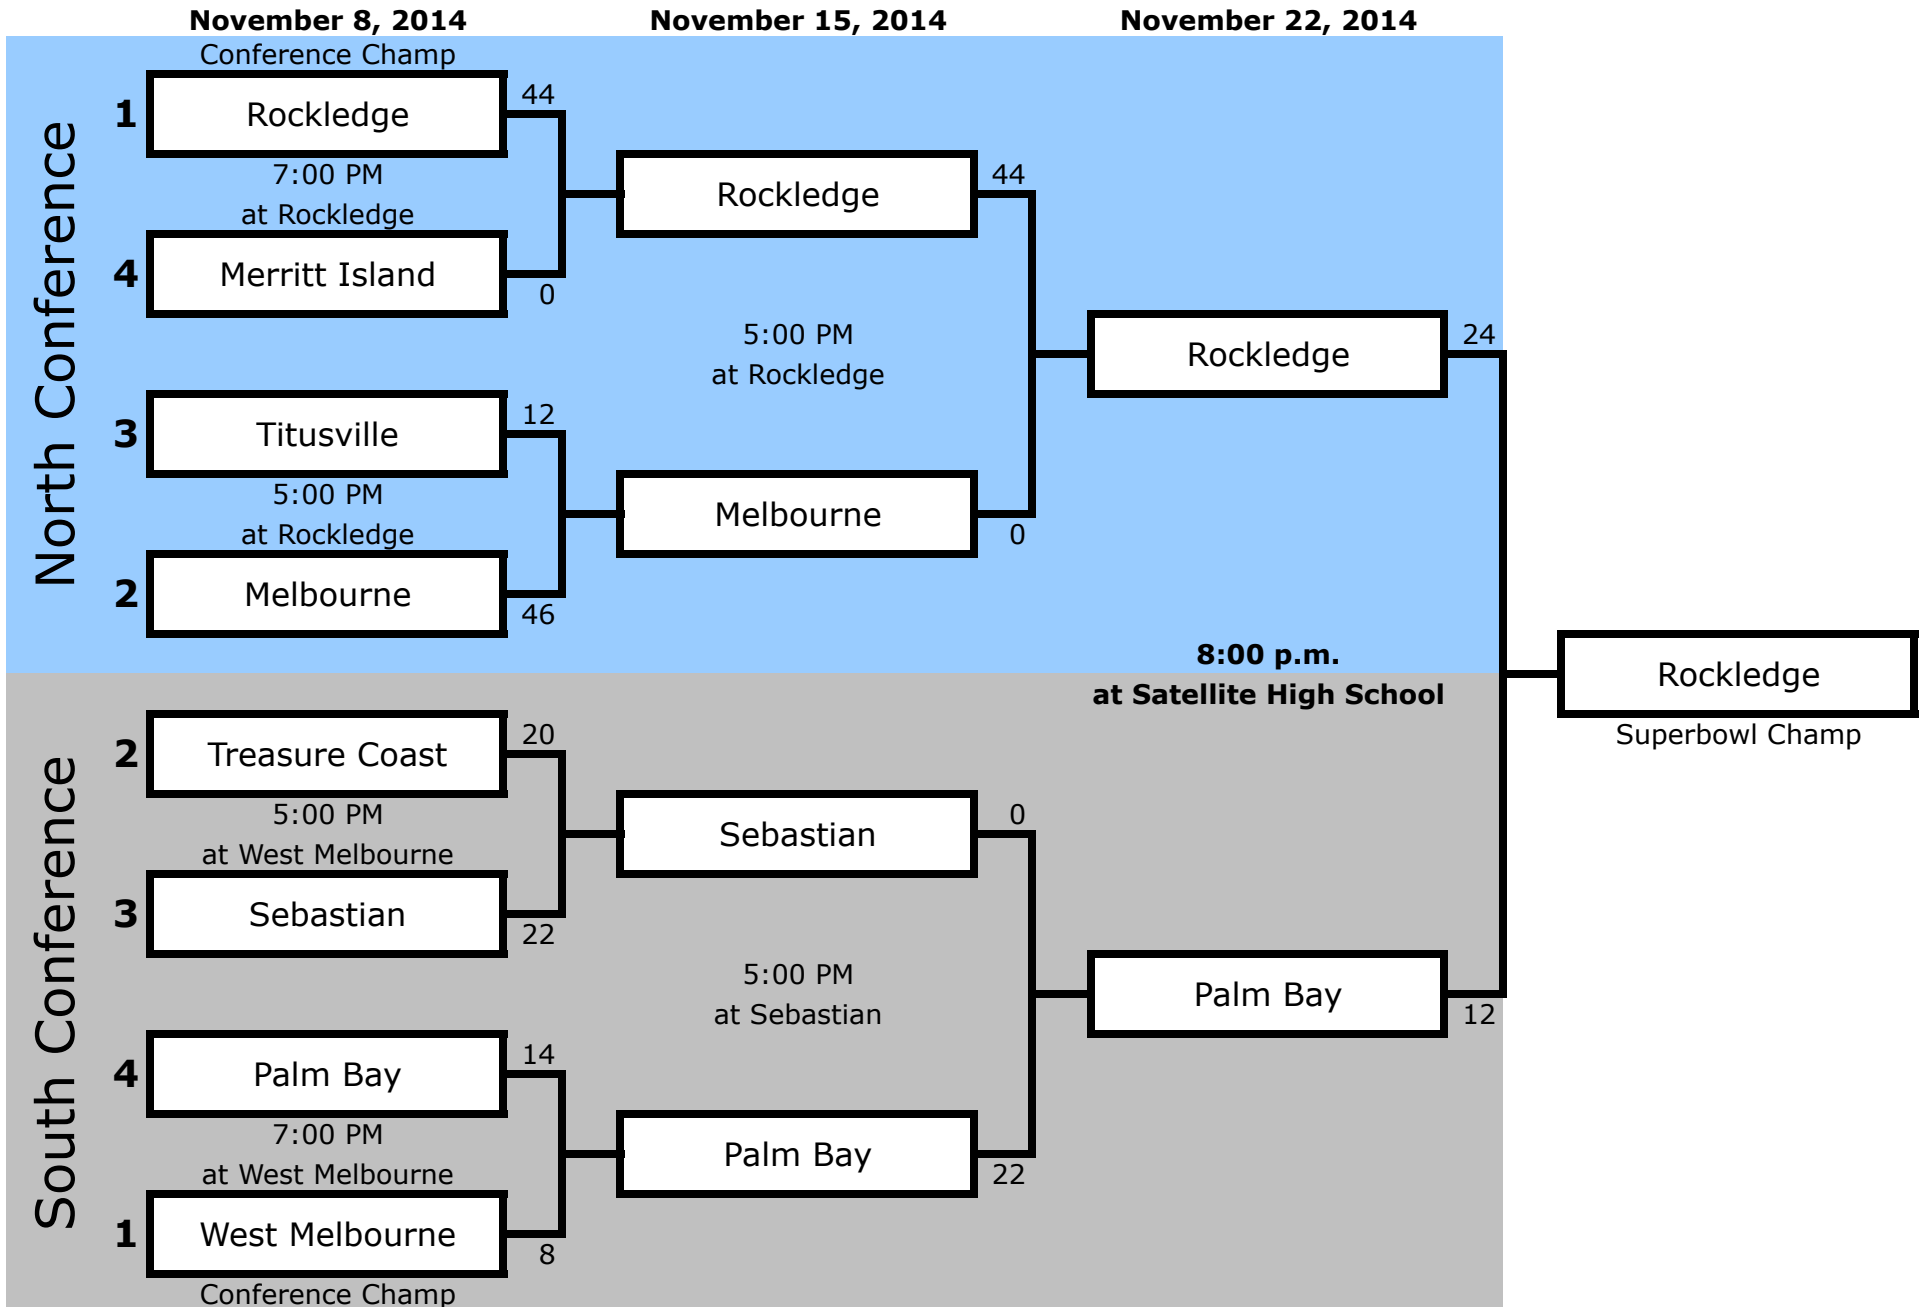 November 8, 2014
November 15, 2014
November 22, 2014
North Conference
Conference Champ
1
Rockledge
44
7:00 PM
at Rockledge
4
Merritt Island
0
3
Titusville
12
5:00 PM
at Rockledge
2
Melbourne
46
Rockledge
44
5:00 PM
at Rockledge
Melbourne
0
Rockledge
24
8:00 p.m.
at Satellite High School
Rockledge
Superbowl Champ
South Conference
2
Treasure Coast
20
5:00 PM
at West Melbourne
3
Sebastian
22
4
Palm Bay
14
7:00 PM
at West Melbourne
1
West Melbourne
8
Conference Champ
Sebastian
0
5:00 PM
at Sebastian
Palm Bay
22
Palm Bay
12